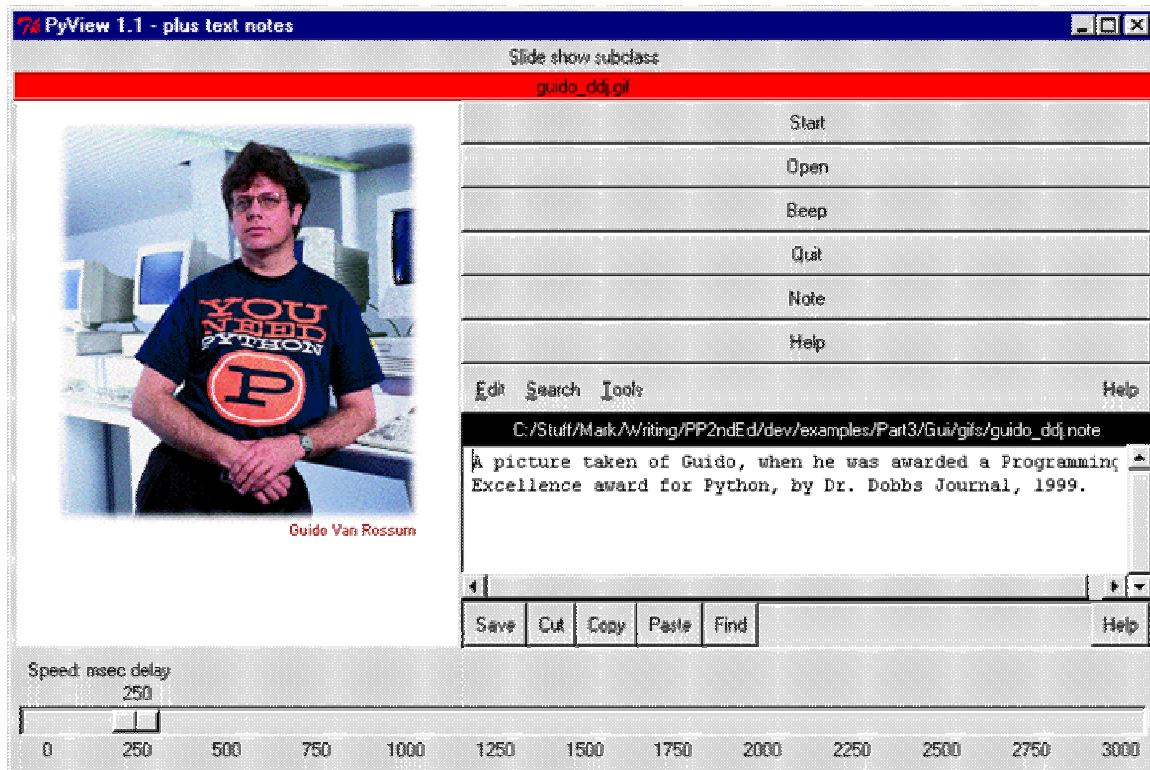 PyView 1.1 - plus text notes
Slide show subclass
guido_ddj.gif
YOU
NEED
PYTHON
P
Guido Van Rossum
Start
Open
Beep
Quit
Note
Help
Edit Search Tools Help
C:/Stuff/Mark/Writing/PP2ndEd/dev/examples/Part3/Gui/gifs/guido_ddj.note
A picture taken of Guido, when he was awarded a Programming
Excellence award for Python, by Dr. Dobbs Journal, 1999.
Save Cut Copy Paste Find Help
Speed: msec delay
250
0 250 500 750 1000 1250 1500 1750 2000 2250 2500 2750 3000